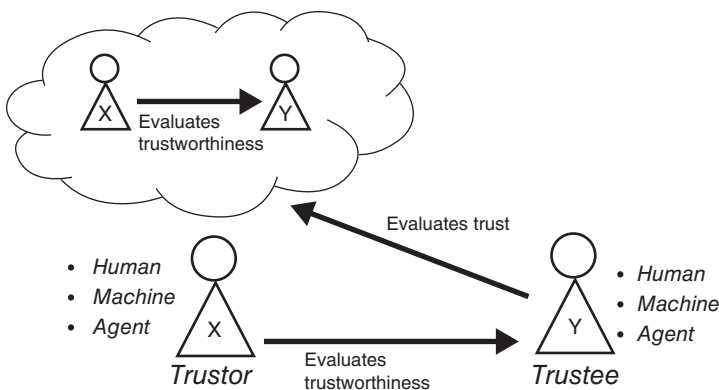 X
Y
Evaluates
trustworthiness
Evaluates trust
• Human
• Machine
• Agent
X
Trustor
Evaluates
trustworthiness
Y
• Human
• Machine
• Agent
Trustee